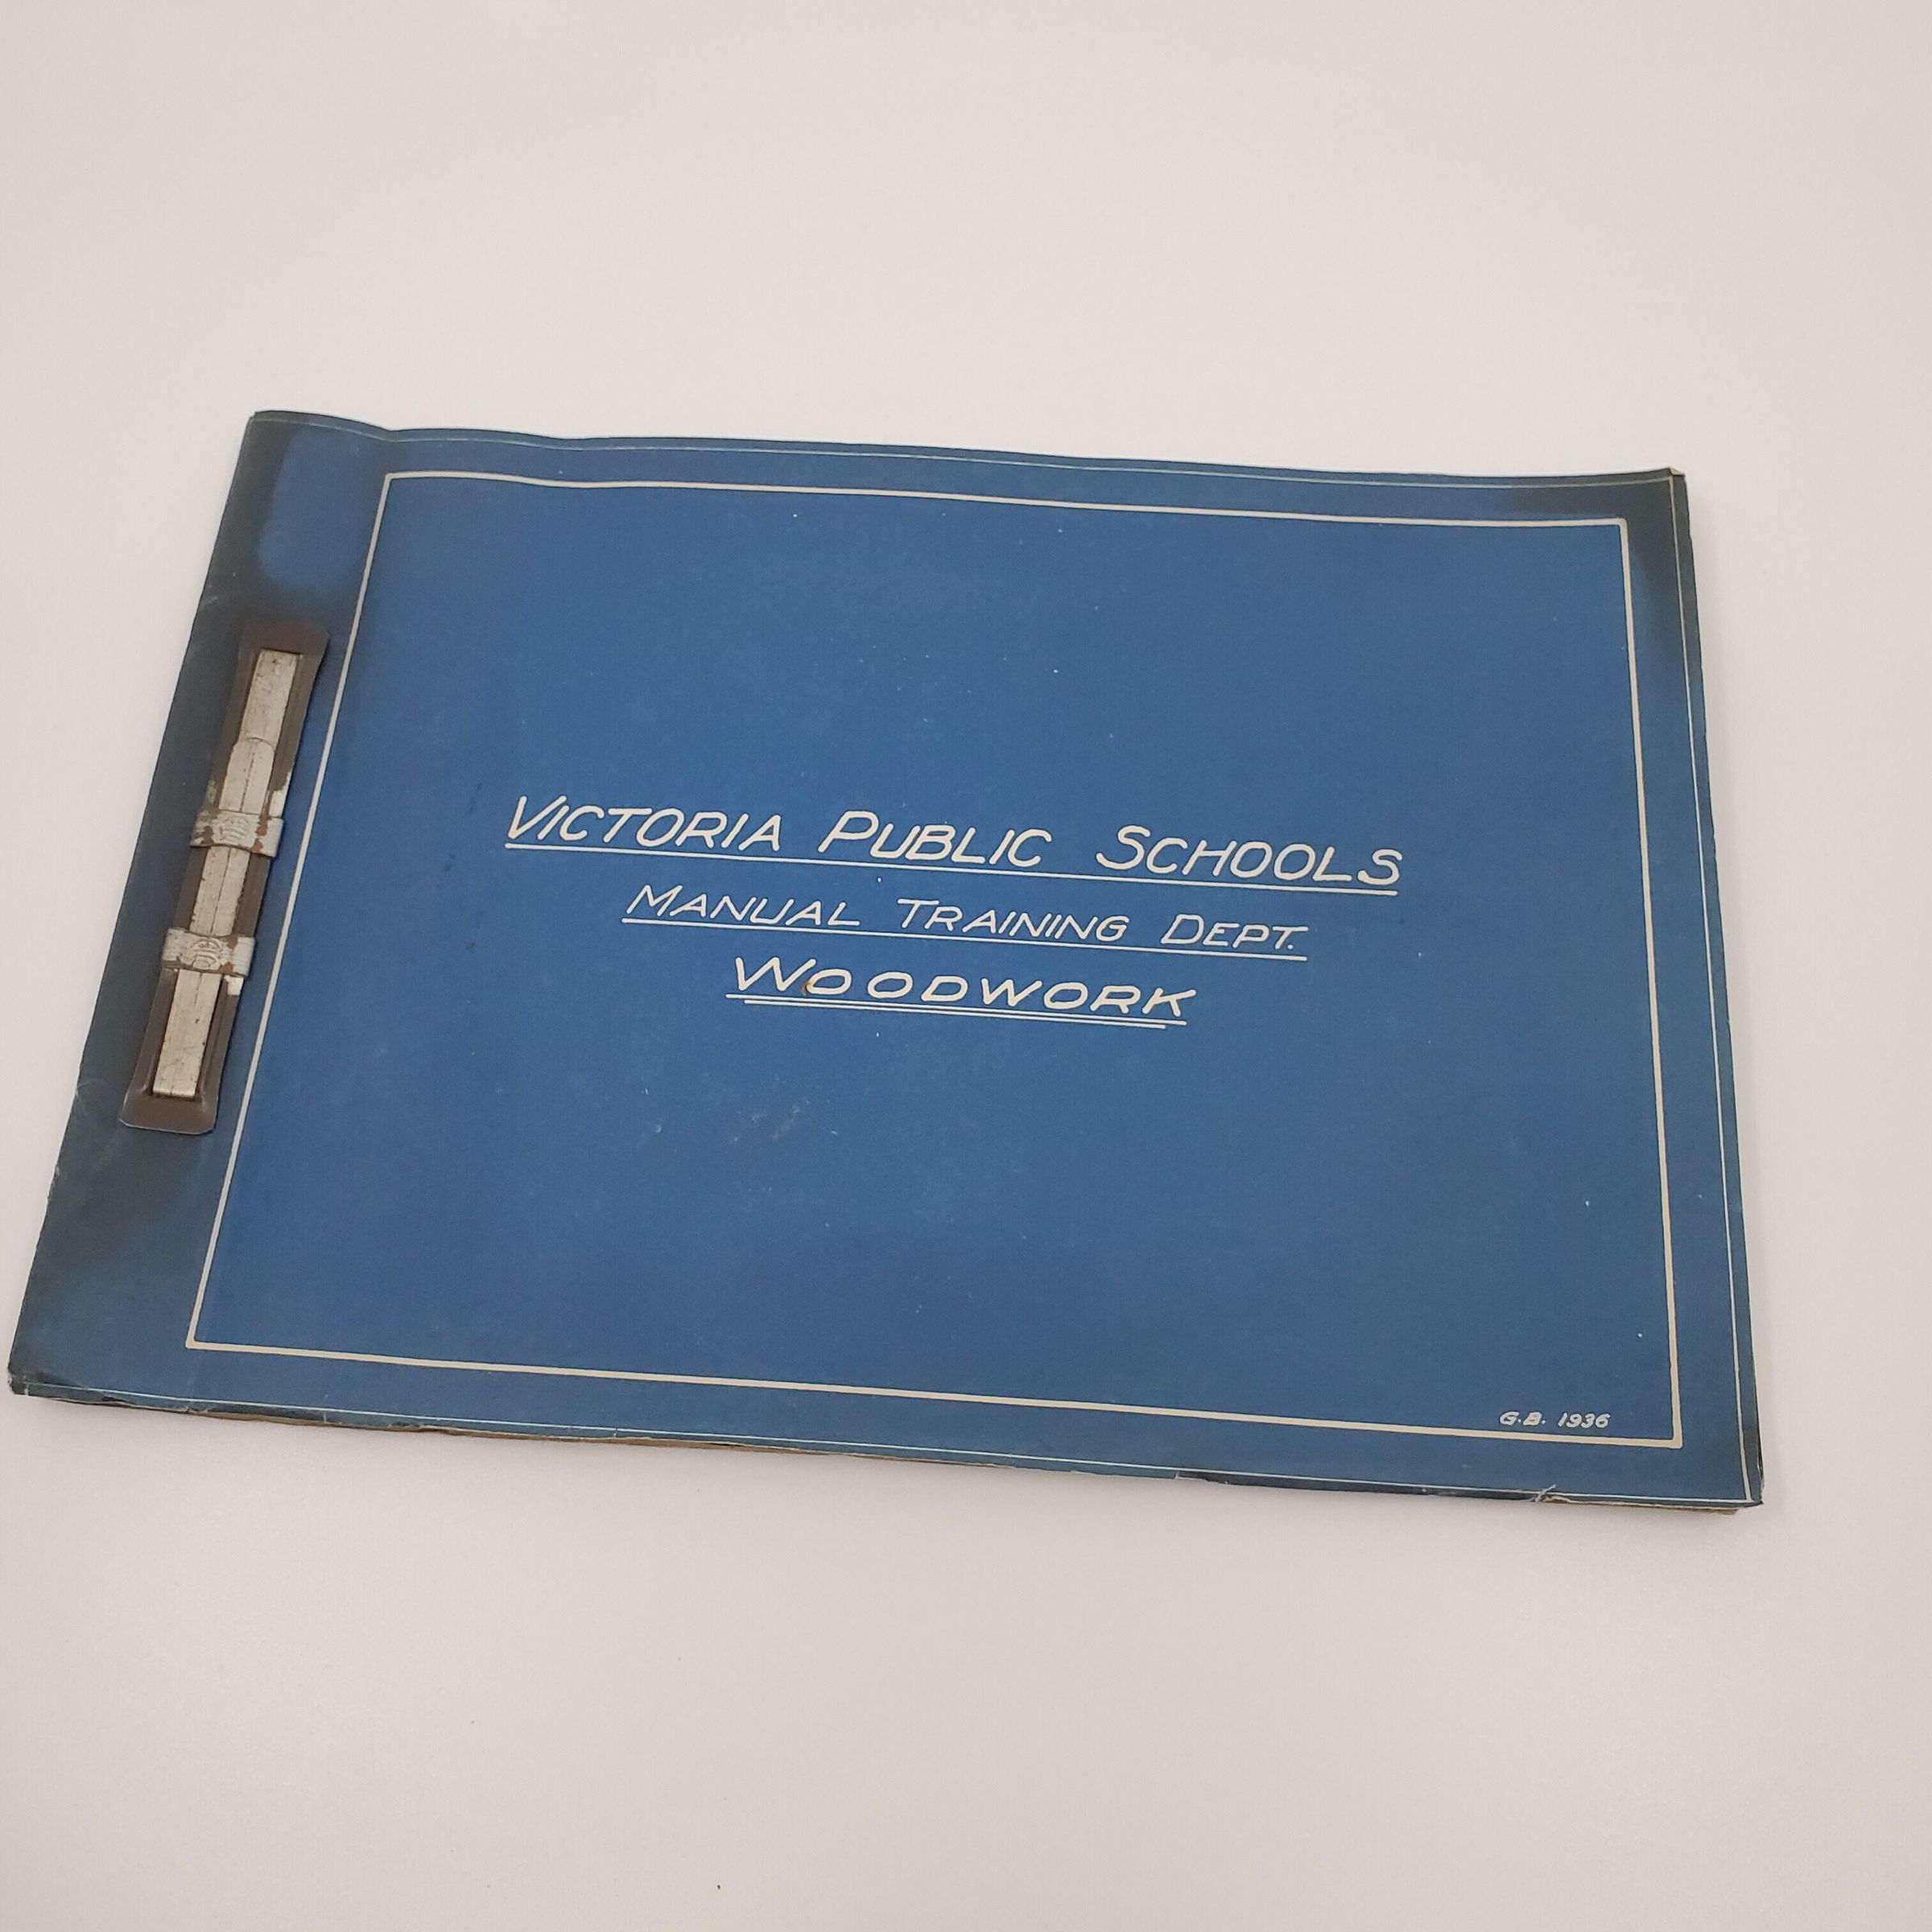 VICTORIA PUBLIC SCHOOLS
MANUAL TRAINING DEPT.
WOODWORK
G.B. 1936